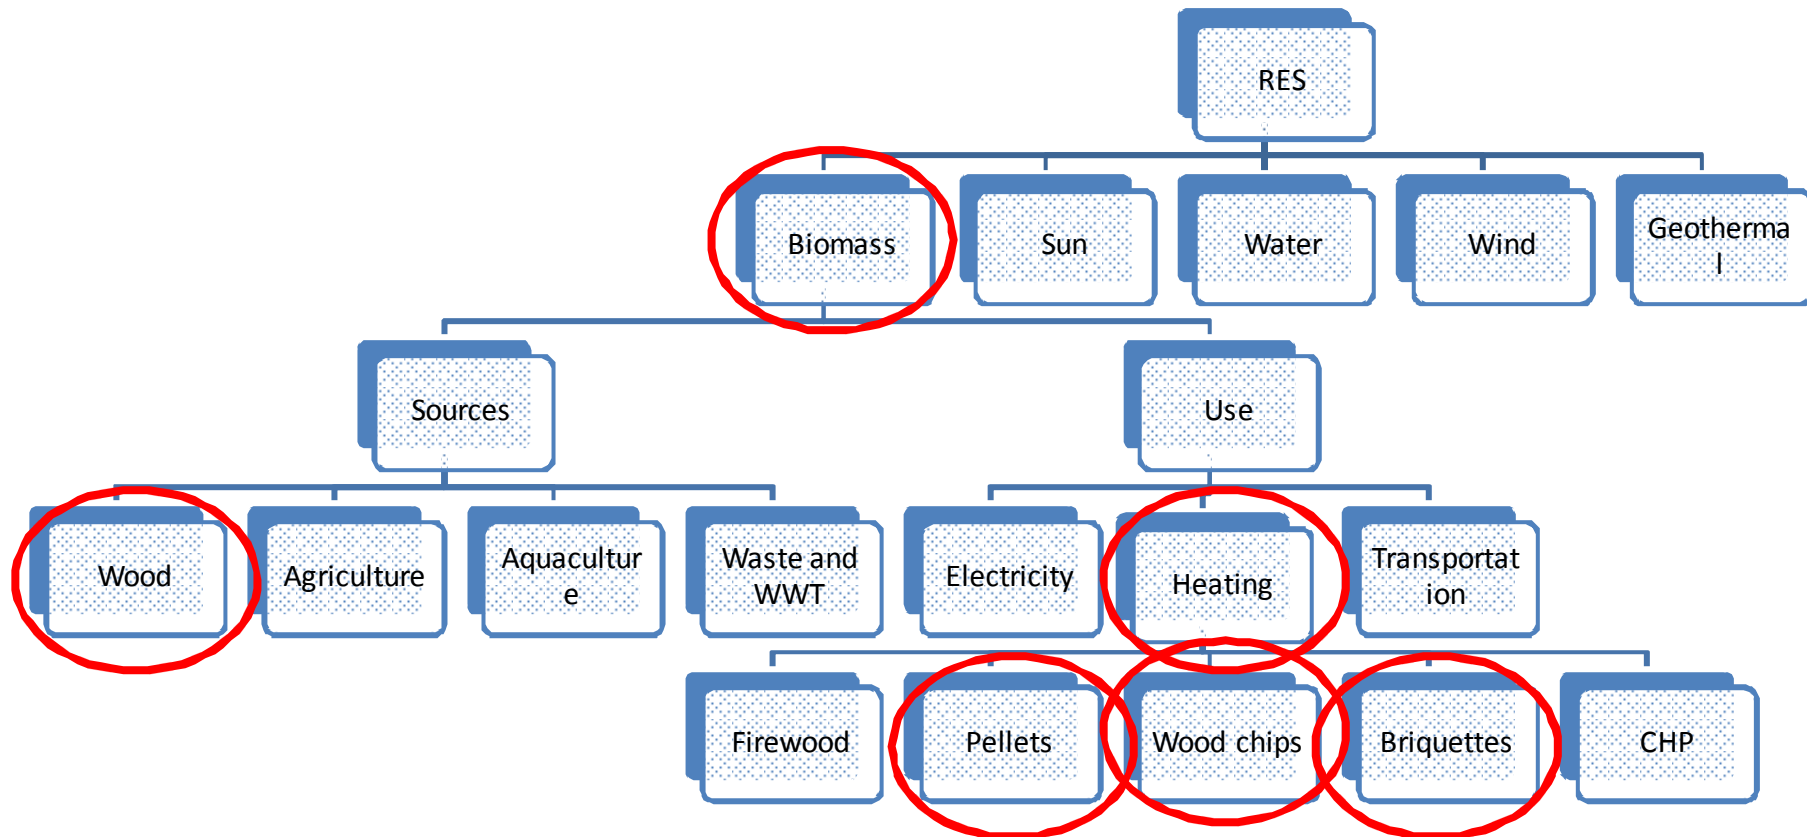 RES
Biomass
Sun
Water
Wind
Geotherma
l
Sources
Use
Wood
Agriculture
Aquacultur
e
Waste and
WWT
Electricity
Heating
Transportat
ion
Firewood
Pellets
Wood chips
Briquettes
CHP